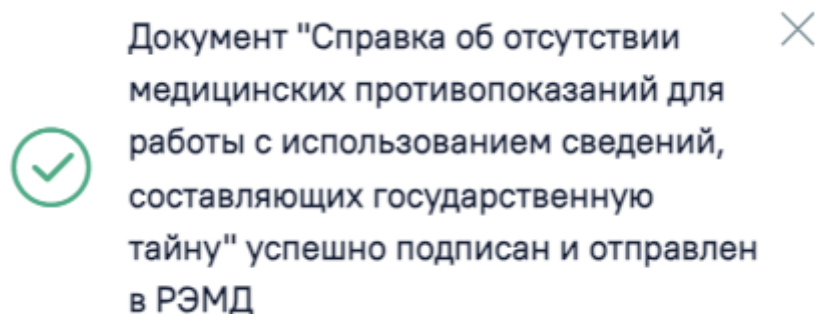 Документ "Справка об отсутствии
медицинских противопоказаний для
работы с использованием сведений,
составляющих государственную
тайну" успешно подписан и отправлен
в РЭМД